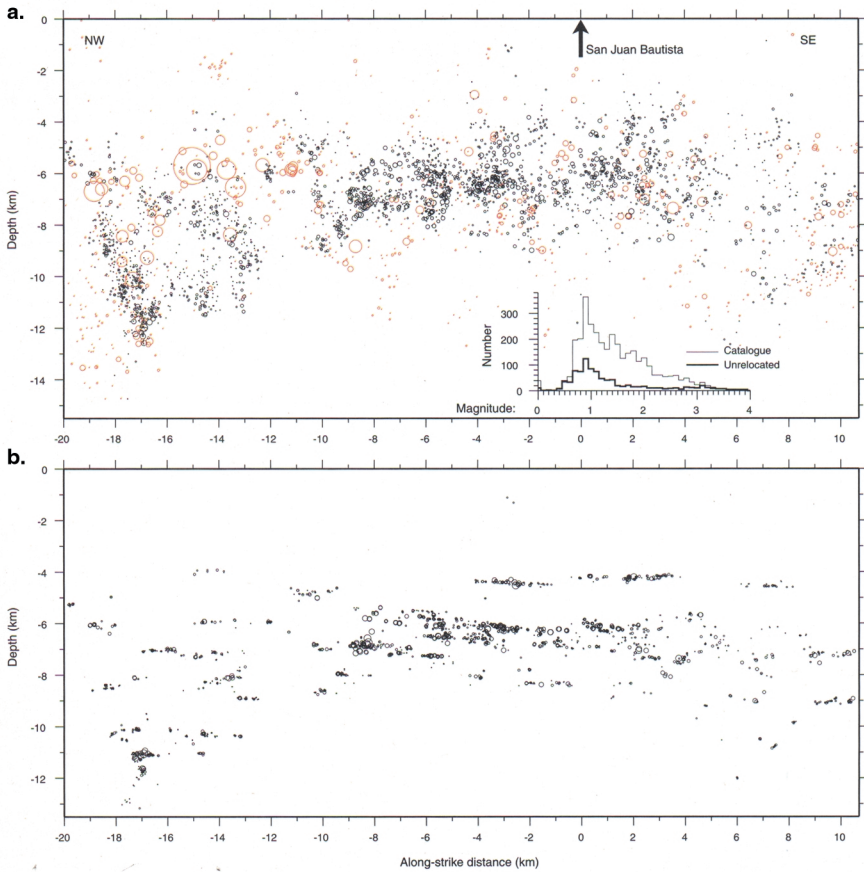 a.
0
NW
San Juan Bautista
SE
-2
-4
-6
-8
-10
-12
-14
Depth (km)
300
200
100
0
Number
Catalogue
Unrelocated
Magnitude: 0 1 2 3 4
-20 -18 -16 -14 -12 -10 -8 -6 -4 -2 0 2 4 6 8 10
b.
0
-2
-4
-6
-8
-10
-12
Depth (km)
-20 -18 -16 -14 -12 -10 -8 -6 -4 -2 0 2 4 6 8 10
Along-strike distance (km)